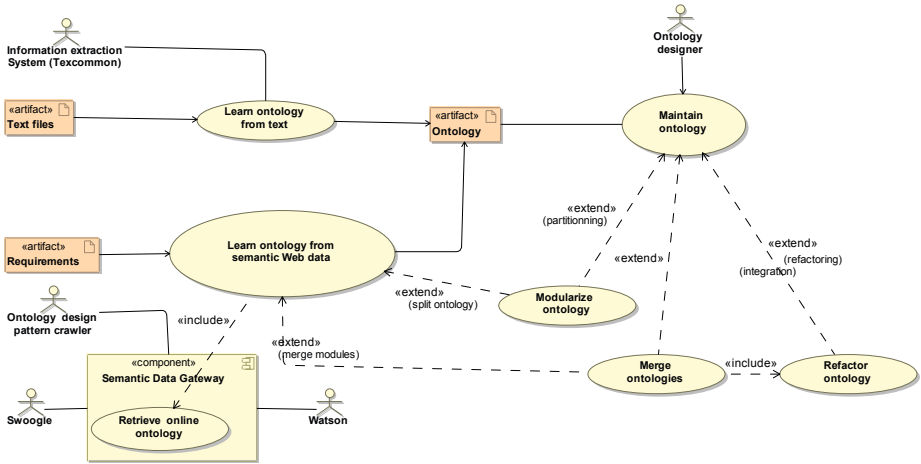 Ontology
designer
Information extraction
System (Texcommon)
«artifact»
Text files
Learn ontology
from text
«artifact»
Ontology
Maintain
ontology
«extend»
(partitionning)
«extend»
(refactoring)
(integration)
«extend»
«artifact»
Requirements
Learn ontology from
semantic Web data
«extend»
(split ontology)
Modularize
ontology
Ontology design
pattern crawler
«include»
«extend»
(merge modules)
«component»
Semantic Data Gateway
Merge
ontologies
«include»
Refactor
ontology
Swoogle
Retrieve online
ontology
Watson